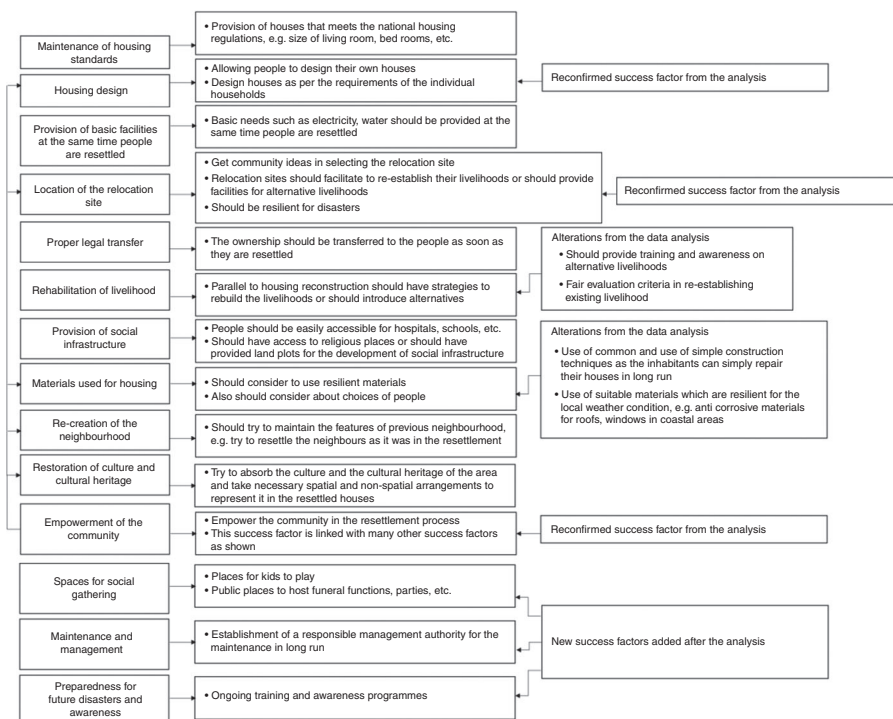 Maintenance of housing
standards
• Provision of houses that meets the national housing
regulations, e.g. size of living room, bed rooms, etc.
Housing design
• Allowing people to design their own houses
• Design houses as per the requirements of the individual
households
Reconfirmed success factor from the analysis
Provision of basic facilities
at the same time people
are resettled
• Basic needs such as electricity, water should be provided at the
same time people are resettled
Location of the relocation
site
• Get community ideas in selecting the relocation site
• Relocation sites should facilitate to re-establish their livelihoods or should provide
facilities for alternative livelihoods
• Should be resilient for disasters
Reconfirmed success factor from the analysis
Proper legal transfer
• The ownership should be transferred to the people as soon as
they are resettled
Rehabilitation of livelihood
• Parallel to housing reconstruction should have strategies to
rebuild the livelihoods or should introduce alternatives
Alterations from the data analysis
• Should provide training and awareness on
alternative livelihoods
• Fair evaluation criteria in re-establishing
existing livelihood
Provision of social
infrastructure
• People should be easily accessible for hospitals, schools, etc.
• Should have access to religious places or should have
provided land plots for the development of social infrastructure
Materials used for housing
• Should consider to use resilient materials
• Also should consider about choices of people
Alterations from the data analysis
• Use of common and use of simple construction
techniques as the inhabitants can simply repair
their houses in long run
• Use of suitable materials which are resilient for the
local weather condition, e.g. anti corrosive materials
for roofs, windows in coastal areas
Re-creation of the
neighbourhood
• Should try to maintain the features of previous neighbourhood,
e.g. try to resettle the neighbours as it was in the resettlement
Restoration of culture and
cultural heritage
• Try to absorb the culture and the cultural heritage of the area
and take necessary spatial and non-spatial arrangements to
represent it in the resettled houses
Empowerment of the
community
• Empower the community in the resettlement process
• This success factor is linked with many other success factors
as shown
Reconfirmed success factor from the analysis
Spaces for social
gathering
• Places for kids to play
• Public places to host funeral functions, parties, etc.
Maintenance and
management
• Establishment of a responsible management authority for the
maintenance in long run
New success factors added after the analysis
Preparedness for
future disasters and
awareness
• Ongoing training and awareness programmes